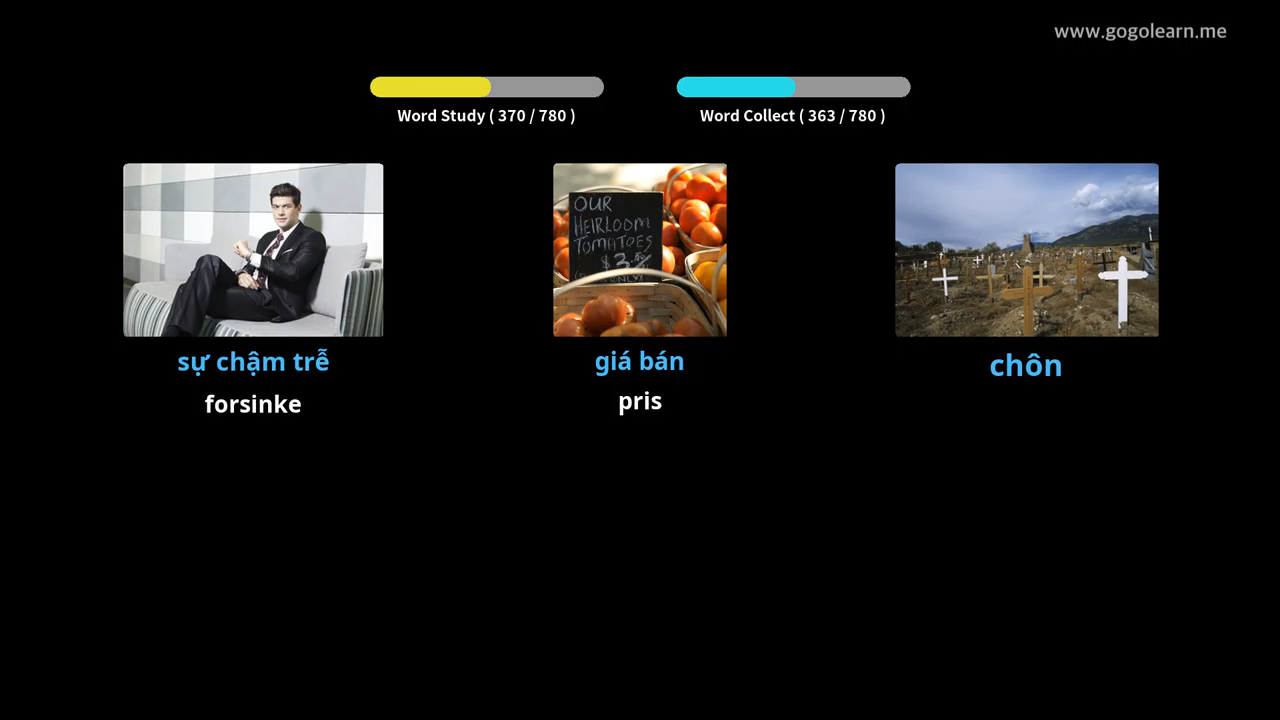 www.gogolearn.me
Word Study ( 370 / 780 )
Word Collect ( 363 / 780 )
OUR
HEIRLOOM
TOMATOES
sự chậm trễ
giá bán
chôn
forsinke
pris